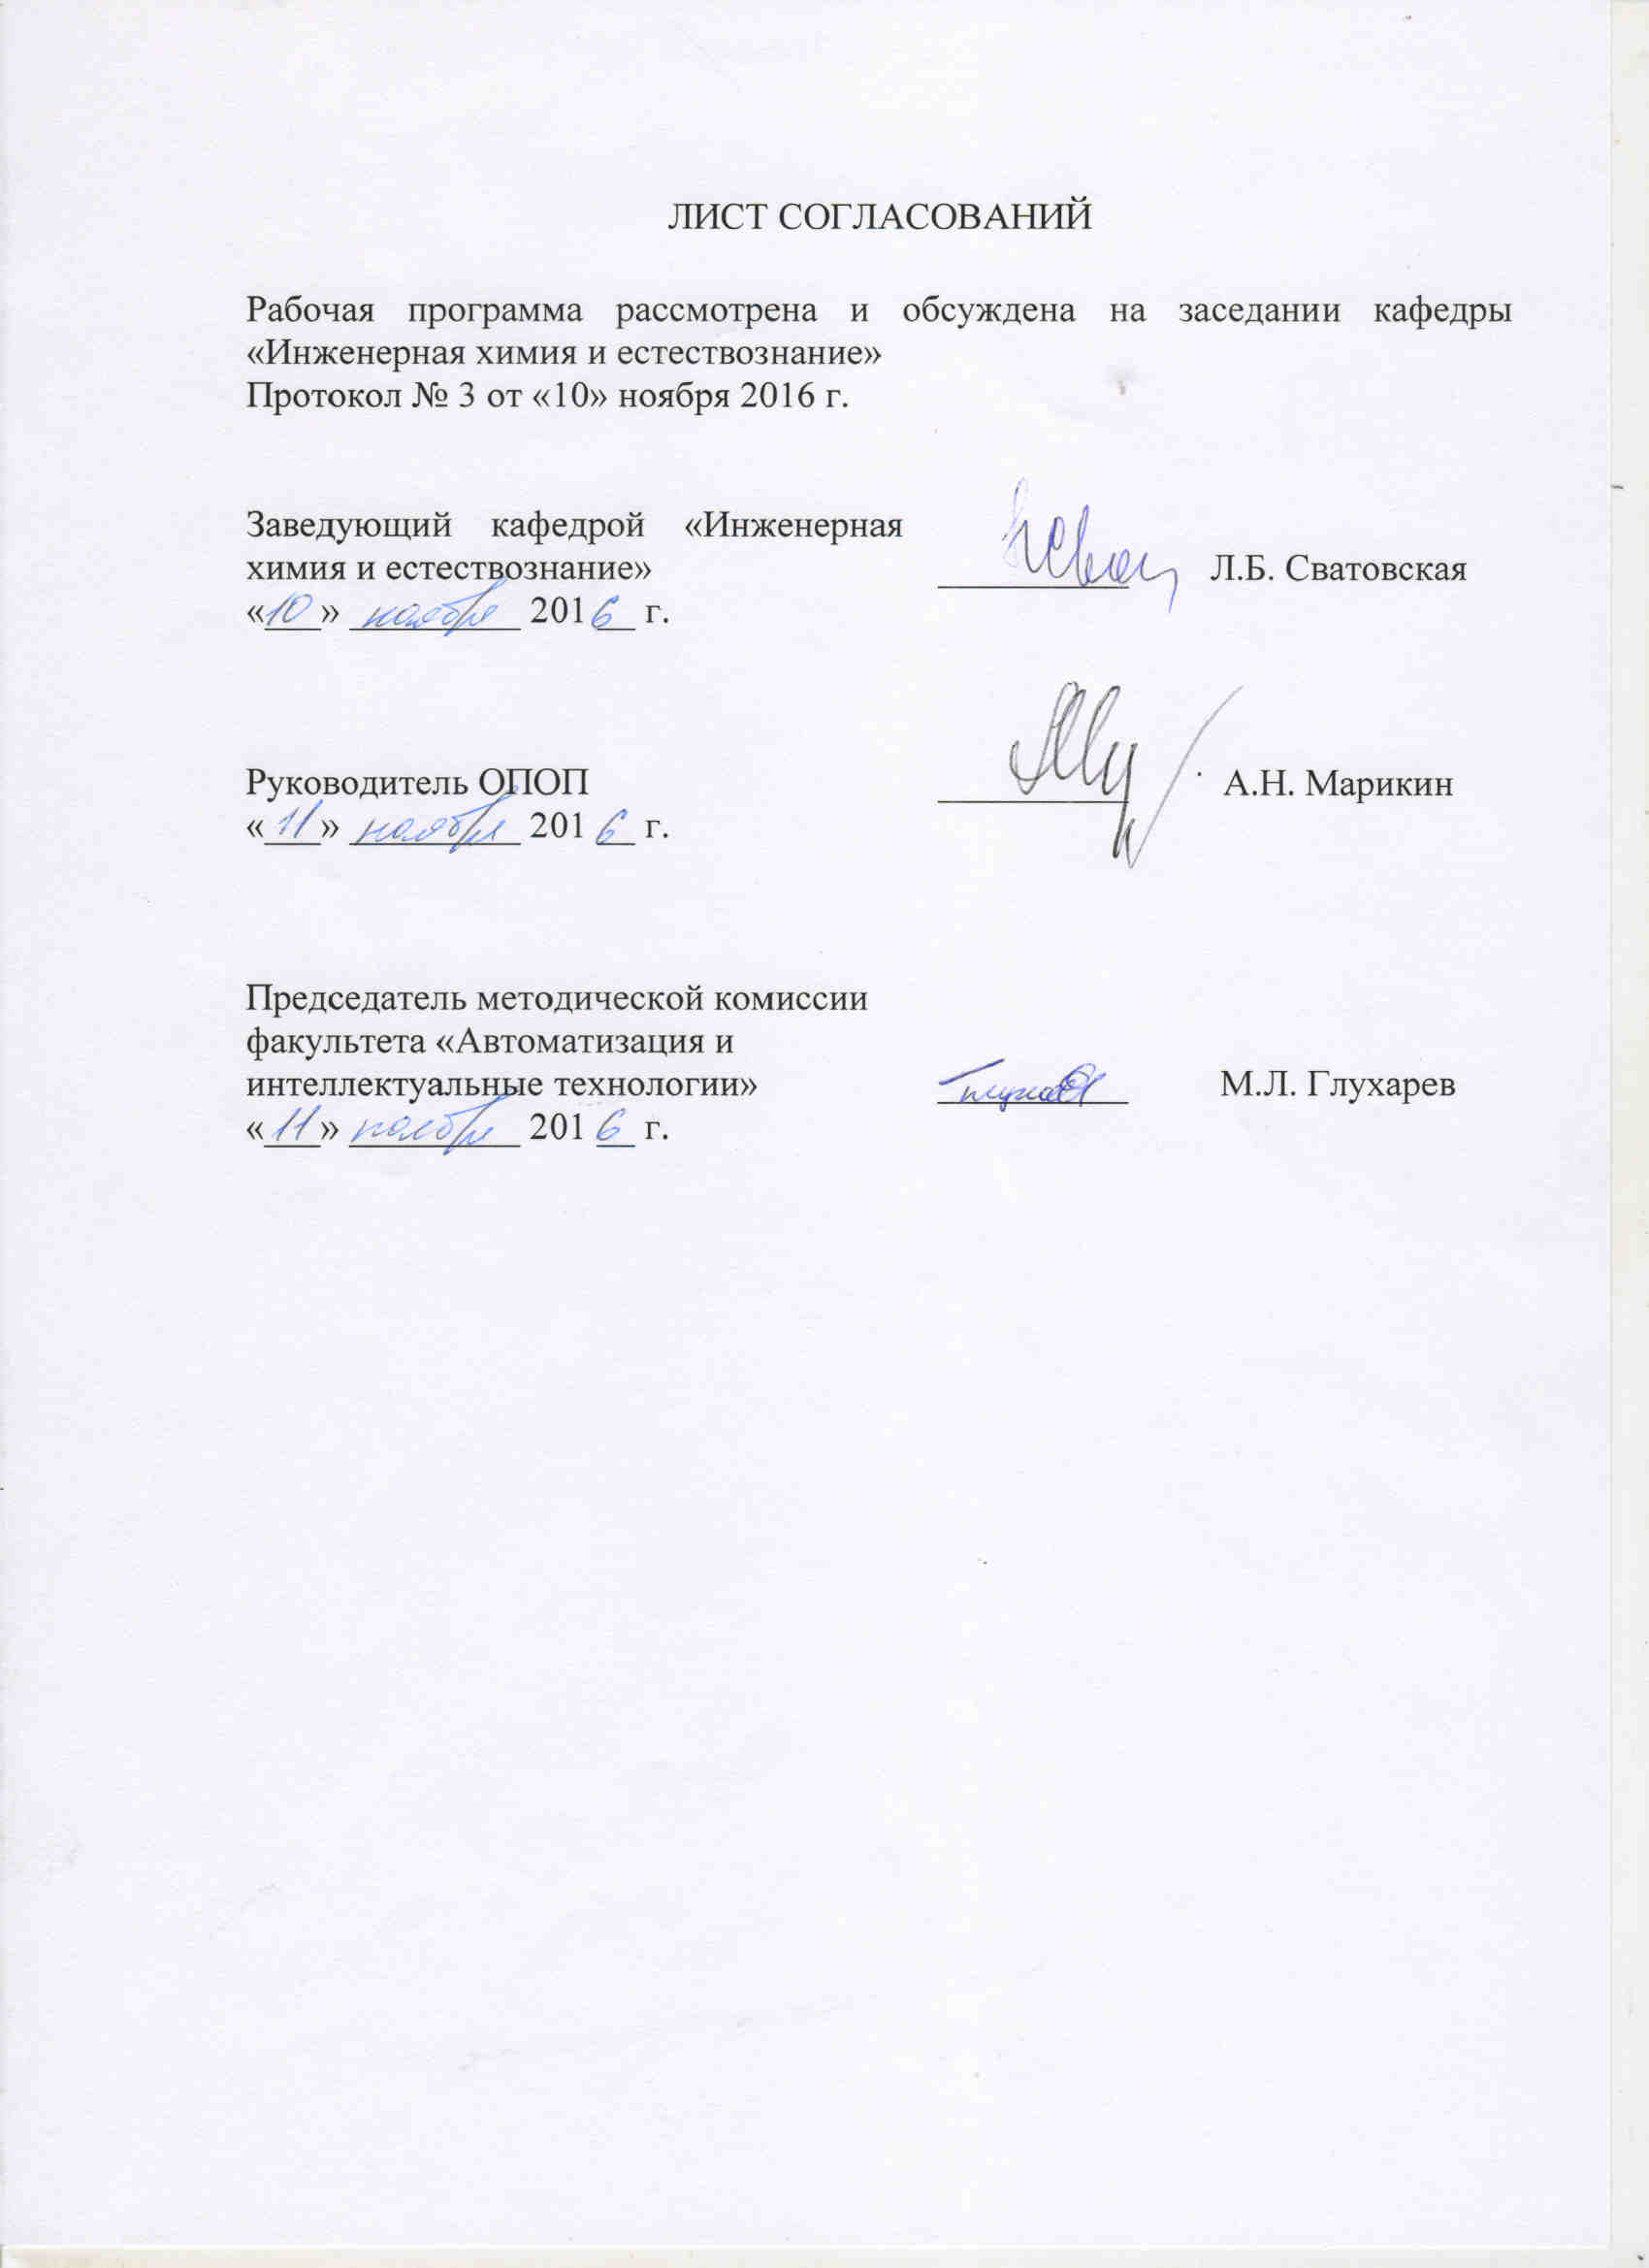 ЛИСТ СОГЛАСОВАНИЙ
Рабочая программа рассмотрена и обсуждена на заседании кафедры
«Инженерная химия и естествознание»
Протокол № 3 от «10» ноября 2016 г.
Заведующий кафедрой «Инженерная
химия и естествознание» Л.Б. Сватовская
«10» ноября 2016 г.
Руководитель ОПОП А.Н. Марикин
«11» ноября 2016 г.
Председатель методической комиссии
факультета «Автоматизация и
интеллектуальные технологии» М.Л. Глухарев
«11» ноября 2016 г.